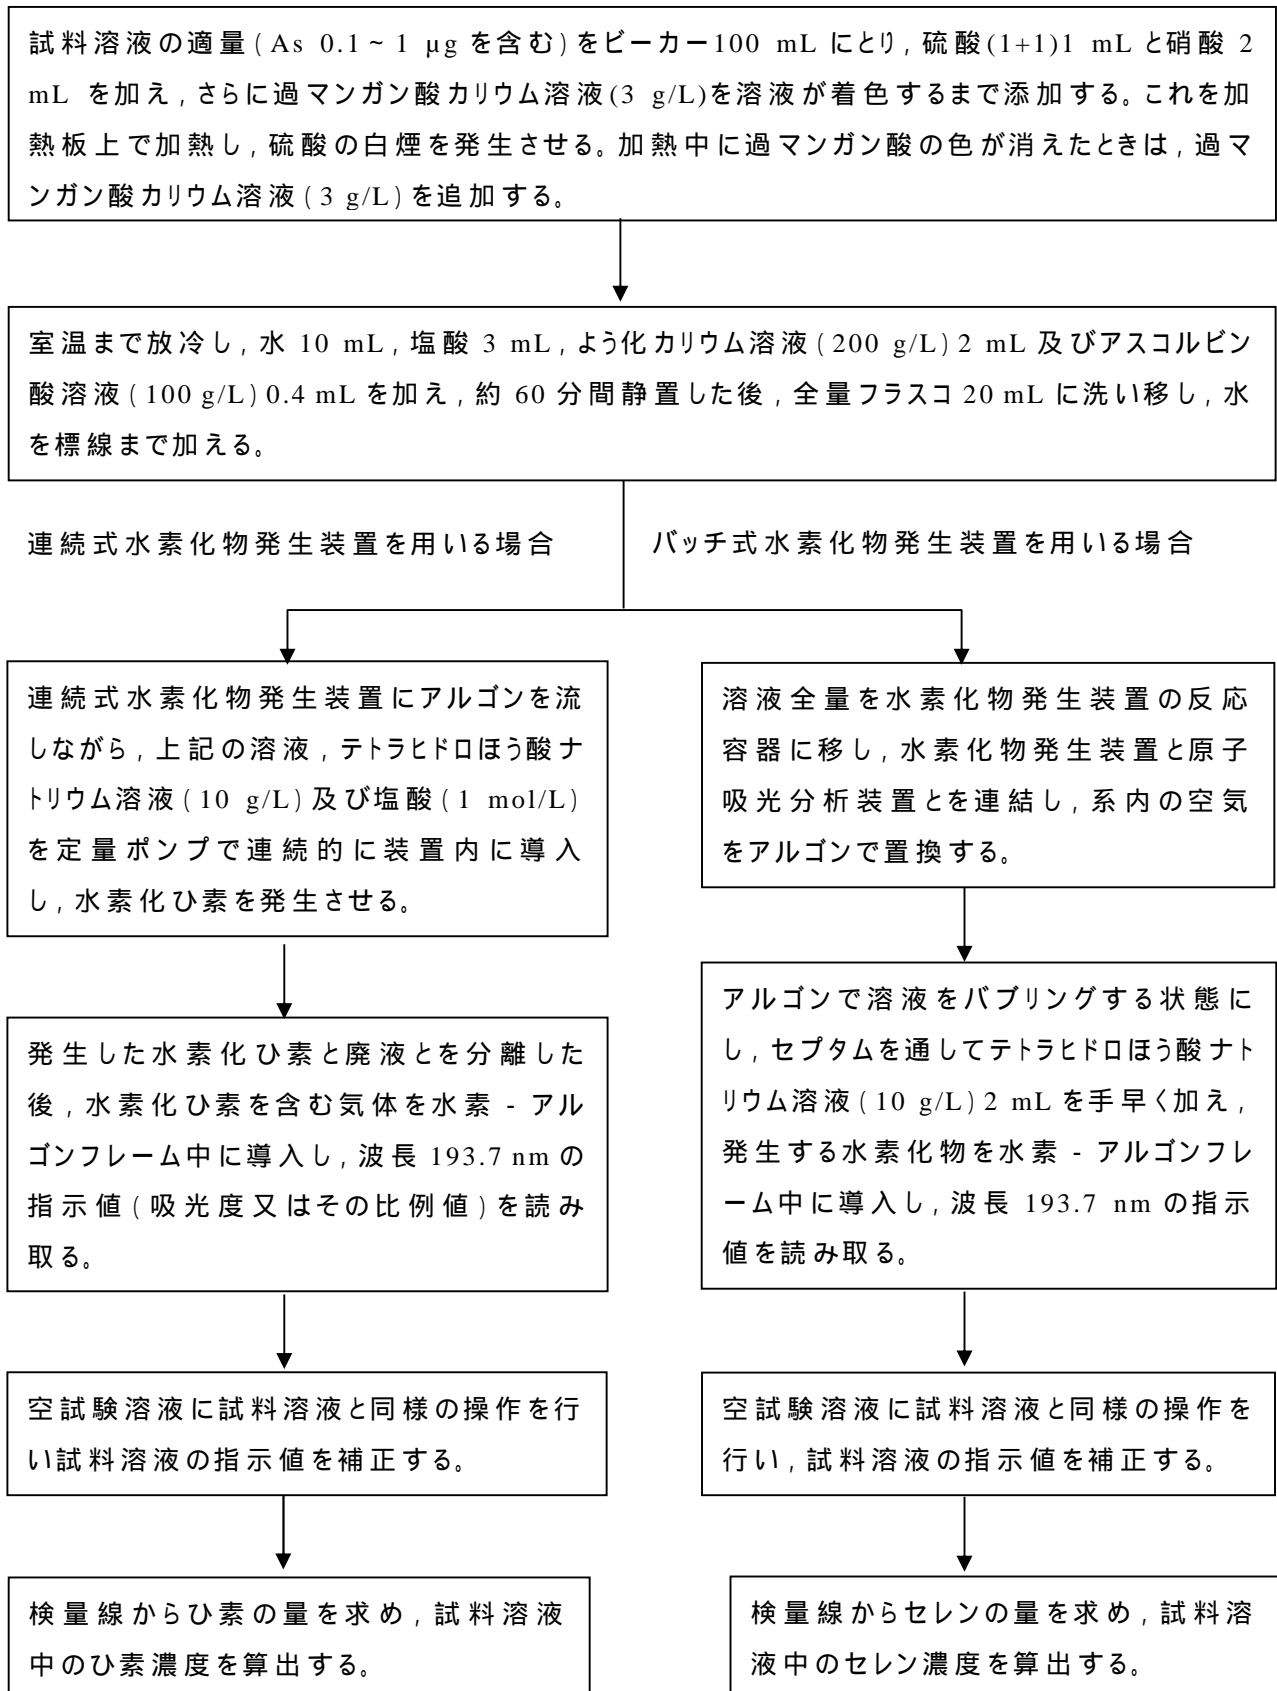 試料溶液の適量(As 0.1~1 µgを含む)をビーカー100 mLにとり,硫酸(1+1)1 mLと硝酸 2
mL を加え,さらに過マンガン酸カリウム溶液(3 g/L)を溶液が着色するまで添加する。これを加
熱板上で加熱し,硫酸の白煙を発生させる。加熱中に過マンガン酸の色が消えたときは,過マ
ンガン酸カリウム溶液(3 g/L)を追加する。
室温まで放冷し,水 10 mL,塩酸 3 mL,よう化カリウム溶液(200 g/L)2 mL 及びアスコルビン
酸溶液(100 g/L)0.4 mLを加え,約 60 分間静置した後,全量フラスコ 20 mLに洗い移し,水
を標線まで加える。
連続式水素化物発生装置を用いる場合
バッチ式水素化物発生装置を用いる場合
連続式水素化物発生装置にアルゴンを流
しながら,上記の溶液,テトラヒドロほう酸ナ
トリウム溶液(10 g/L)及び塩酸(1 mol/L)
を定量ポンプで連続的に装置内に導入
し,水素化ひ素を発生させる。
発生した水素化ひ素と廃液とを分離した
後,水素化ひ素を含む気体を水素 - アル
ゴンフレーム中に導入し,波長 193.7 nmの
指示値(吸光度又はその比例値)を読み
取る。
空試験溶液に試料溶液と同様の操作を行
い試料溶液の指示値を補正する。
検量線からひ素の量を求め,試料溶液
中のひ素濃度を算出する。
溶液全量を水素化物発生装置の反応
容器に移し,水素化物発生装置と原子
吸光分析装置とを連結し,系内の空気
をアルゴンで置換する。
アルゴンで溶液をバブリングする状態に
し,セプタムを通してテトラヒドロほう酸ナト
リウム溶液(10 g/L)2 mLを手早く加え,
発生する水素化物を水素 - アルゴンフレ
ーム中に導入し,波長 193.7 nmの指示
値を読み取る。
空試験溶液に試料溶液と同様の操作を
行い,試料溶液の指示値を補正する。
検量線からセレンの量を求め,試料溶
液中のセレン濃度を算出する。